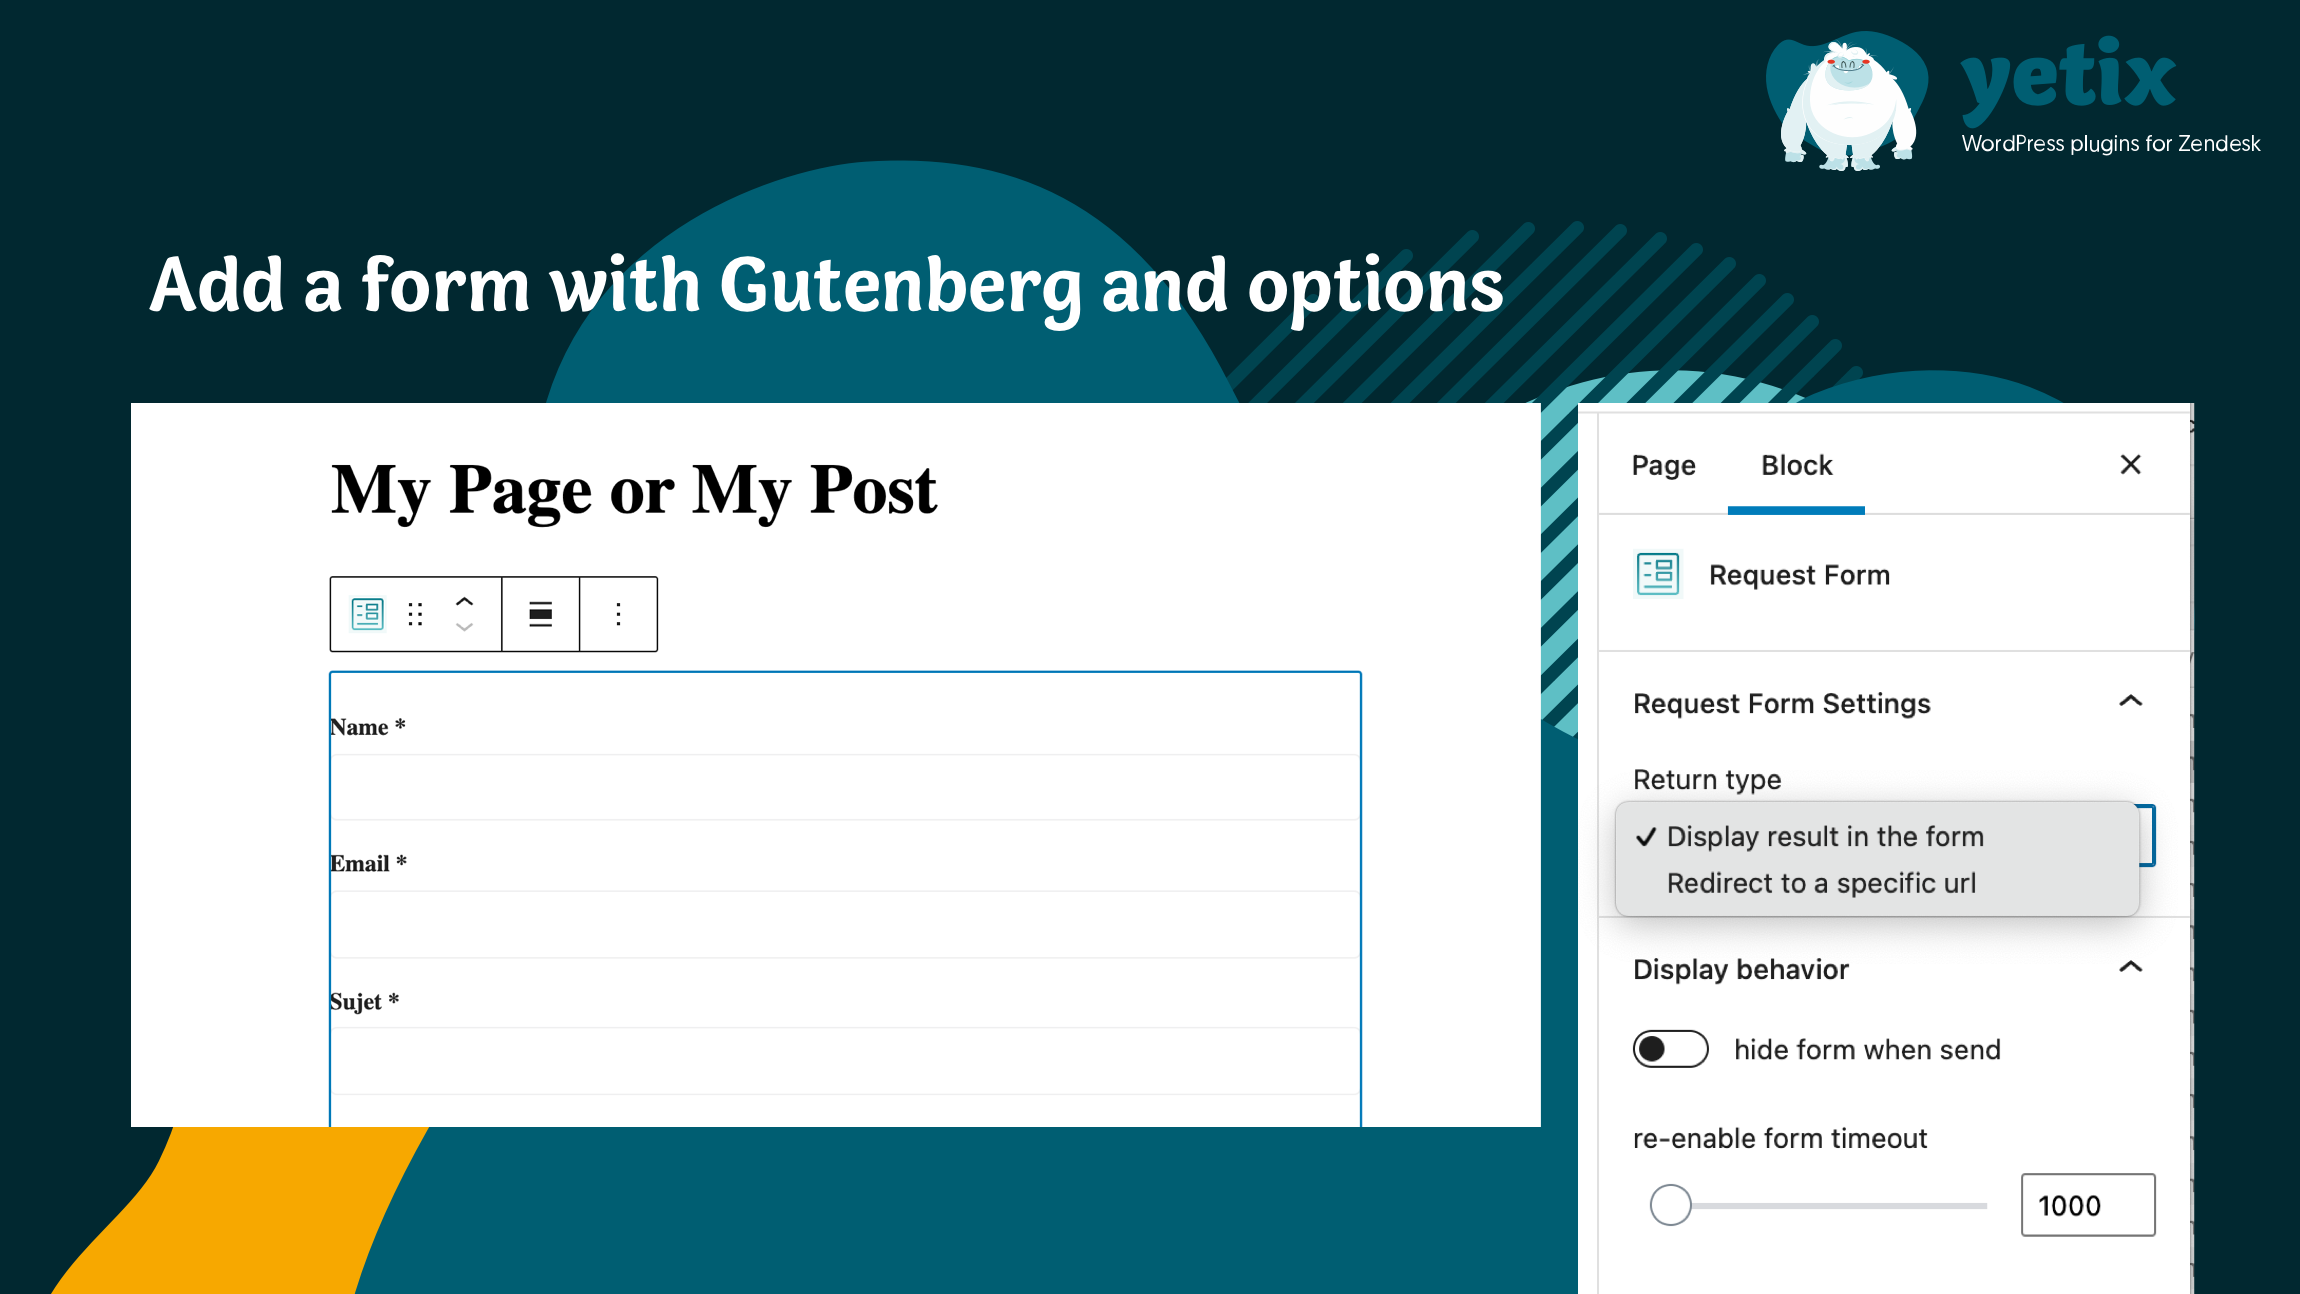 yetix
WordPress plugins for Zendesk
Add a form with Gutenberg and options
My Page or My Post
Name *
Email *
Sujet *
Page Block
Request Form
Request Form Settings
Return type
✓ Display result in the form
Redirect to a specific url
Display behavior
hide form when send
re-enable form timeout
1000